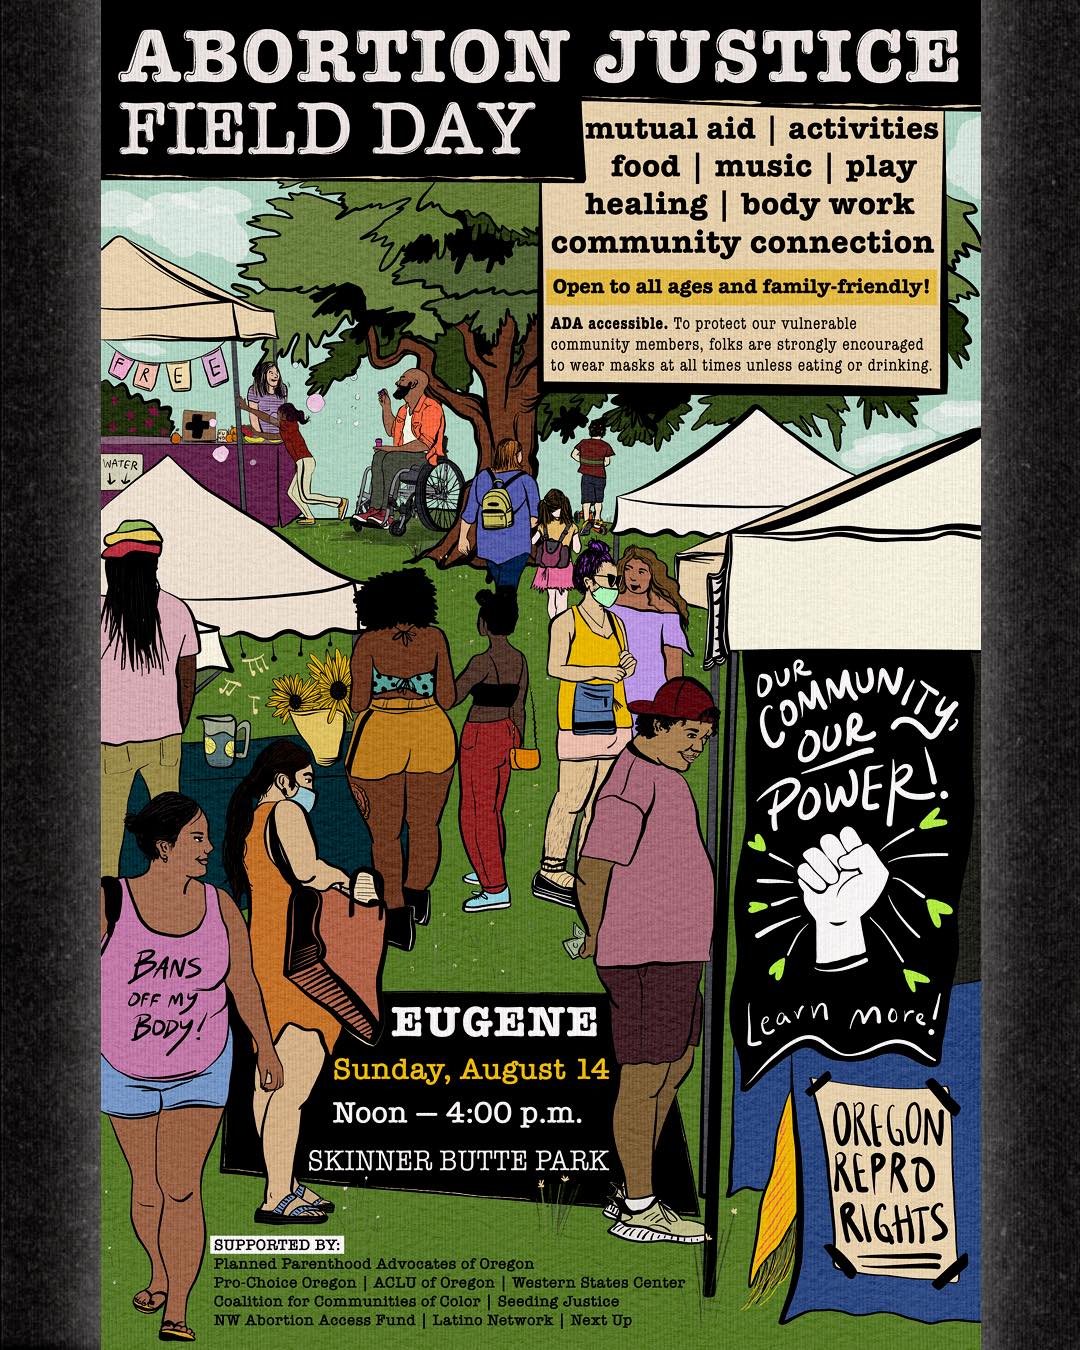 ABORTION JUSTICE
FIELD DAY
mutual aid | activities
food | music | play
healing | body work
community connection
Open to all ages and family-friendly!
ADA accessible. To protect our vulnerable
community members, folks are strongly encouraged
to wear masks at all times unless eating or drinking.
FREE
WATER
OUR
COMMUNITY,
OUR
POWER!
Learn more!
BANS
OFF MY
BODY!
EUGENE
Sunday, August 14
Noon – 4:00 p.m.
SKINNER BUTTE PARK
OREGON
REPRO
RIGHTS
SUPPORTED BY:
Planned Parenthood Advocates of Oregon
Pro-Choice Oregon | ACLU of Oregon | Western States Center
Coalition for Communities of Color | Seeding Justice
NW Abortion Access Fund | Latino Network | Next Up